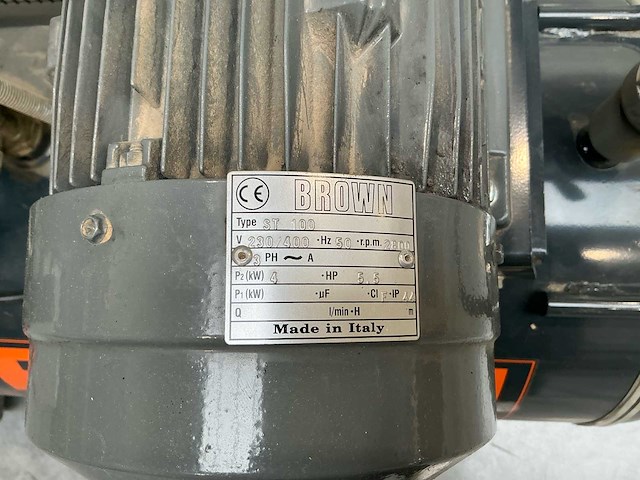 CE BROWN
Type ST 100
V 230/400 ·Hz 50 ·r.p.m. 2800
3 PH ~ A
P2 (kW) 4 ·HP 5,5
P1 (kW) ·µF ·Cl F ·IP
Q l/min·H m
Made in Italy